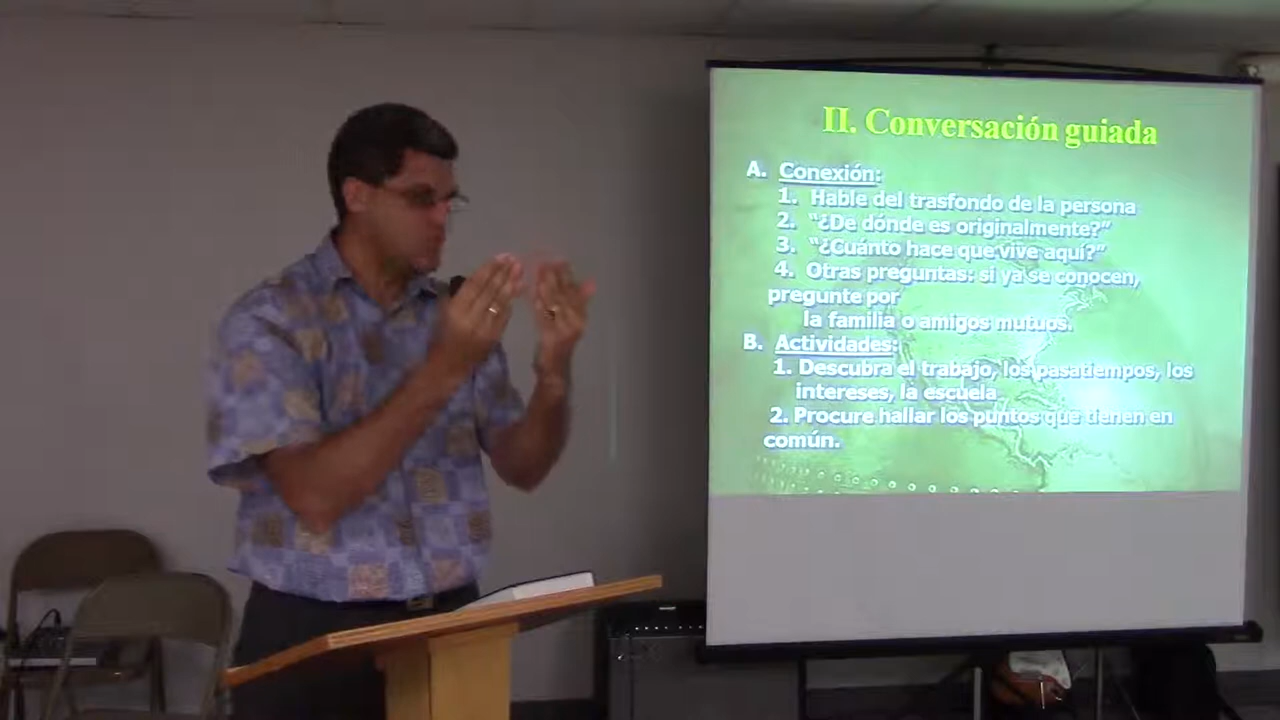 II. Conversación guiada
A. Conexión:
1. Hable del trasfondo de la persona
2. "¿De dónde es originalmente?"
3. "¿Cuánto hace que vive aquí?"
4. Otras preguntas: si ya se conocen,
pregunte por
la familia o amigos mutuos.
B. Actividades:
1. Descubra el trabajo, los pasatiempos, los
intereses, la escuela
2. Procure hallar los puntos que tienen en
común.